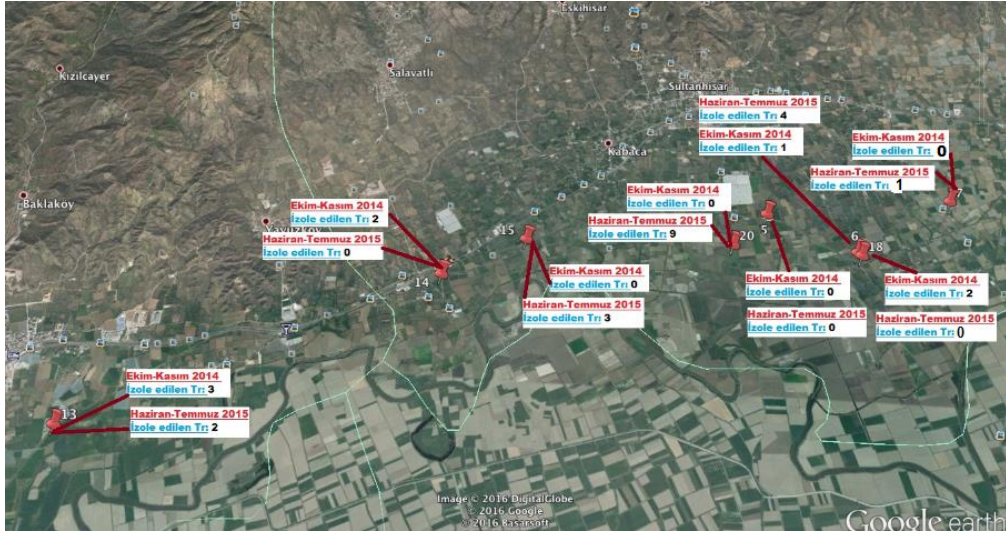 Eskihisar
Kızılcayer
Salavatlı
Sultanhisar
Haziran-Temmuz 2015
İzole edilen Tr: 4
Ekim-Kasım 2014
İzole edilen Tr: 1
Kabaca
Ekim-Kasım 2014
İzole edilen Tr: 0
Haziran-Temmuz 2015
İzole edilen Tr: 1
7
Baklaköy
Yavuzköy
Ekim-Kasım 2014
İzole edilen Tr: 2
Haziran-Temmuz 2015
İzole edilen Tr: 0
14
15
Ekim-Kasım 2014
İzole edilen Tr: 0
Haziran-Temmuz 2015
İzole edilen Tr: 9
20
5
6
18
Ekim-Kasım 2014
İzole edilen Tr: 0
Haziran-Temmuz 2015
İzole edilen Tr: 3
Ekim-Kasım 2014
İzole edilen Tr: 0
Haziran-Temmuz 2015
İzole edilen Tr: 0
Ekim-Kasım 2014
İzole edilen Tr: 2
Haziran-Temmuz 2015
İzole edilen Tr: 0
13
Ekim-Kasım 2014
İzole edilen Tr: 3
Haziran-Temmuz 2015
İzole edilen Tr: 2
Image © 2016 DigitalGlobe
© 2016 Google
© 2016 Basarsoft
Google earth